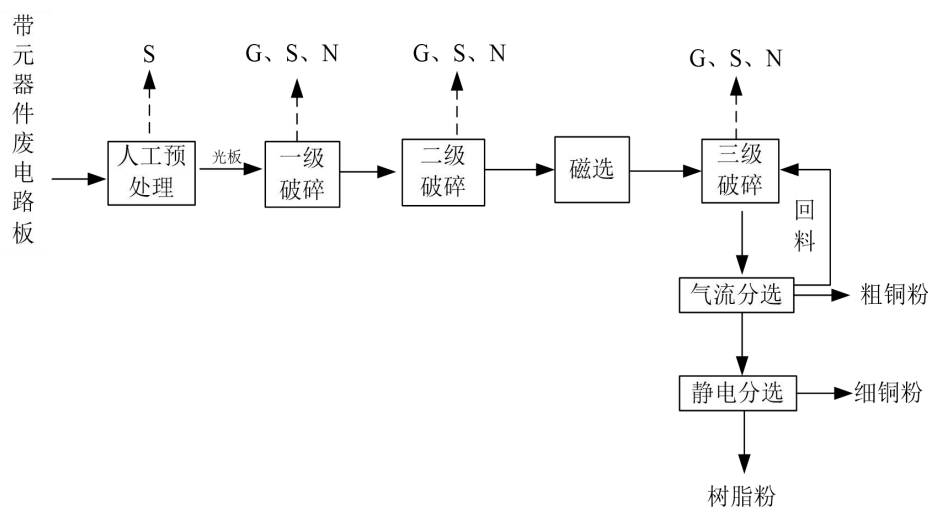 带元器件废电路板
S
G、S、N
G、S、N
G、S、N
人工预
处理
光板
一级
破碎
二级
破碎
磁选
三级
破碎
回料
气流分选
粗铜粉
静电分选
细铜粉
树脂粉